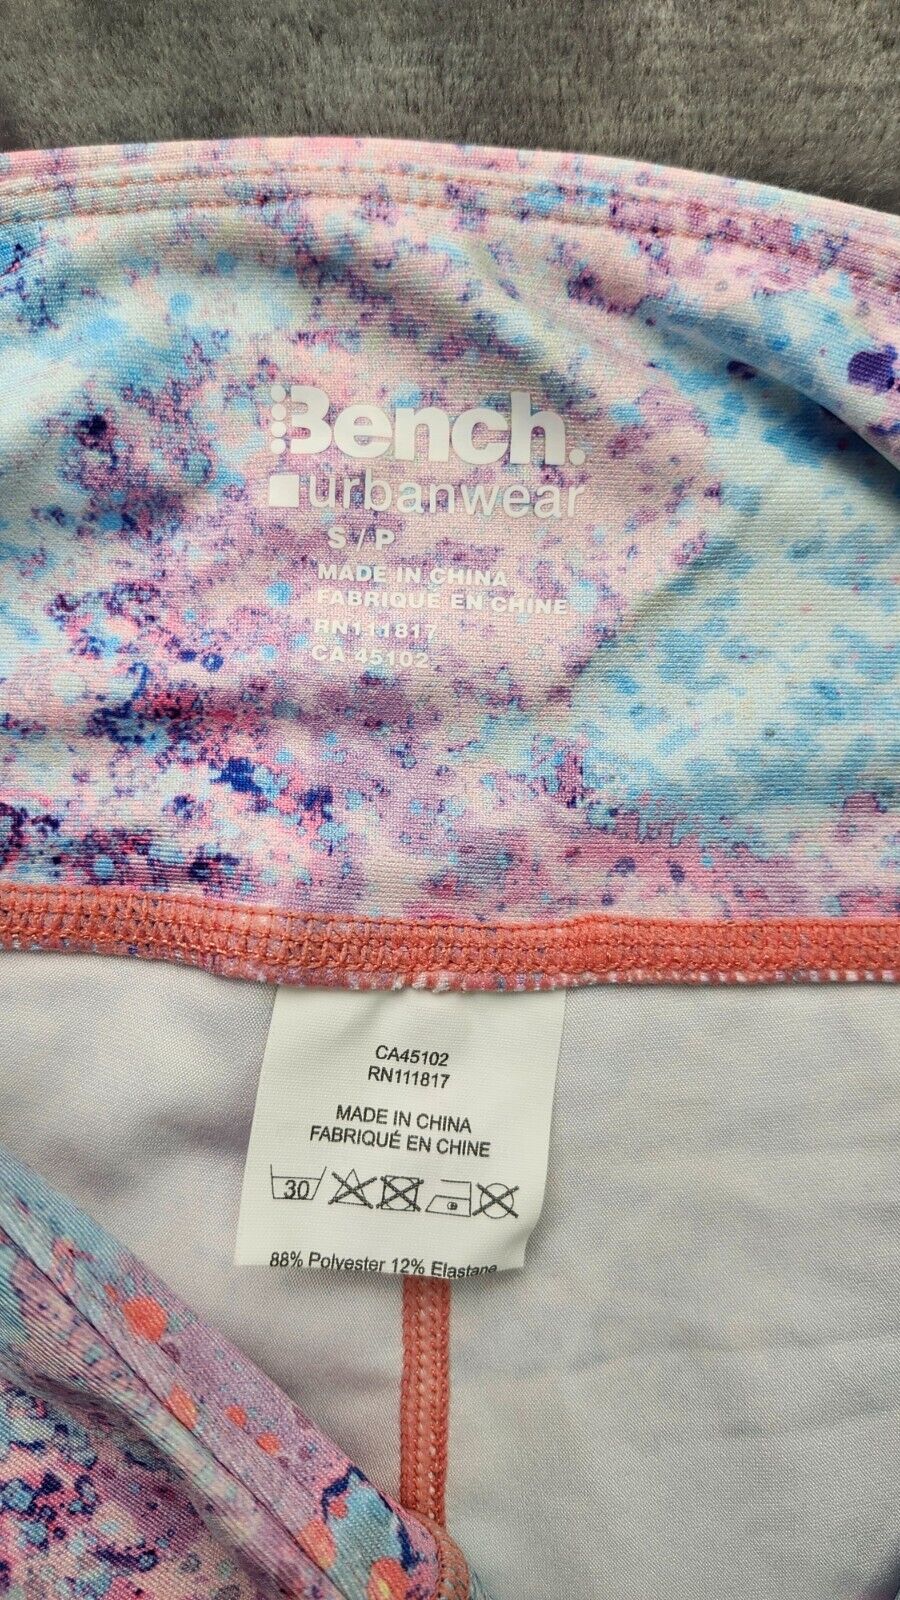 Bench.
urbanwear
S / P
MADE IN CHINA
FABRIQUE EN CHINE
RN111817
CA 45102
CA45102
RN111817
MADE IN CHINA
FABRIQUÉ EN CHINE
30
88% Polyester 12% Elastane